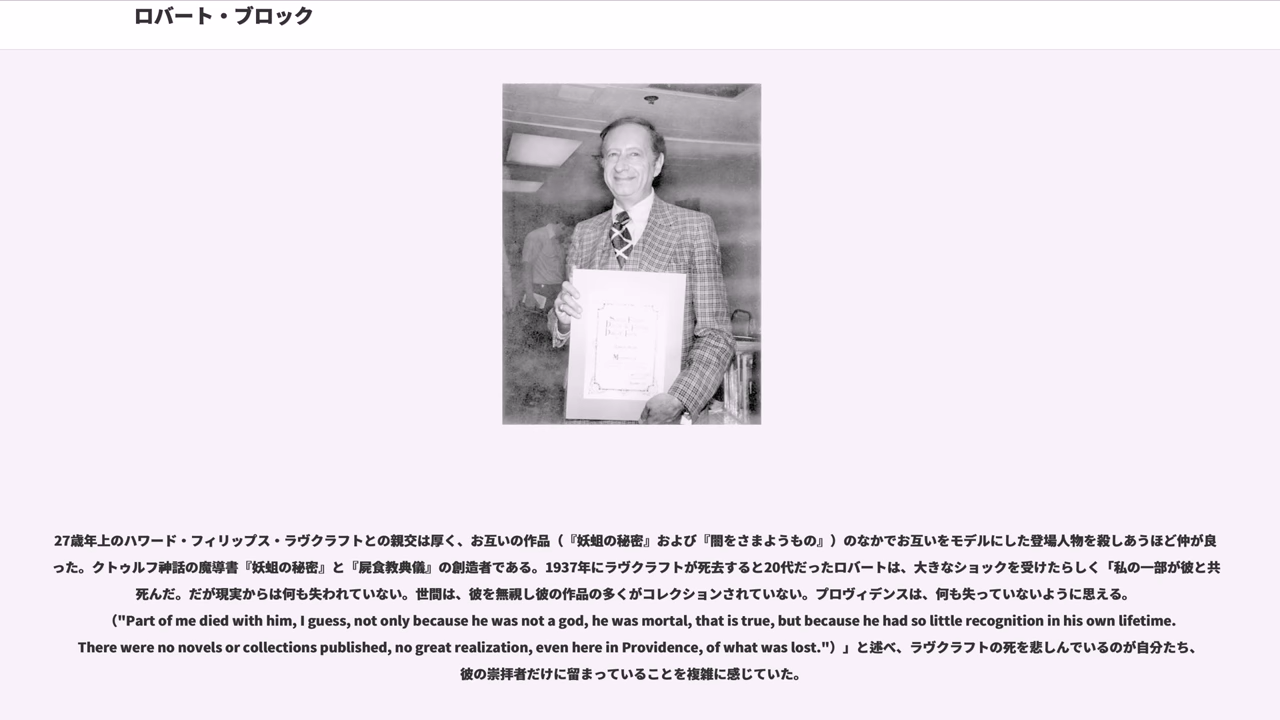 ロバート・ブロック
27歳年上のハワード・フィリップス・ラヴクラフトとの親交は厚く、お互いの作品（『妖蛆の秘密』および『闇をさまようもの』）のなかでお互いをモデルにした登場人物を殺しあうほど仲が良
った。クトゥルフ神話の魔導書『妖蛆の秘密』と『屍食教典儀』の創造者である。1937年にラヴクラフトが死去すると20代だったロバートは、大きなショックを受けたらしく「私の一部が彼と共
死んだ。だが現実からは何も失われていない。世間は、彼を無視し彼の作品の多くがコレクションされていない。プロヴィデンスは、何も失っていないように思える。
("Part of me died with him, I guess, not only because he was not a god, he was mortal, that is true, but because he had so little recognition in his own lifetime.
There were no novels or collections published, no great realization, even here in Providence, of what was lost."）」と述べ、ラヴクラフトの死を悲しんでいるのが自分たち、
彼の崇拝者だけに留まっていることを複雑に感じていた。